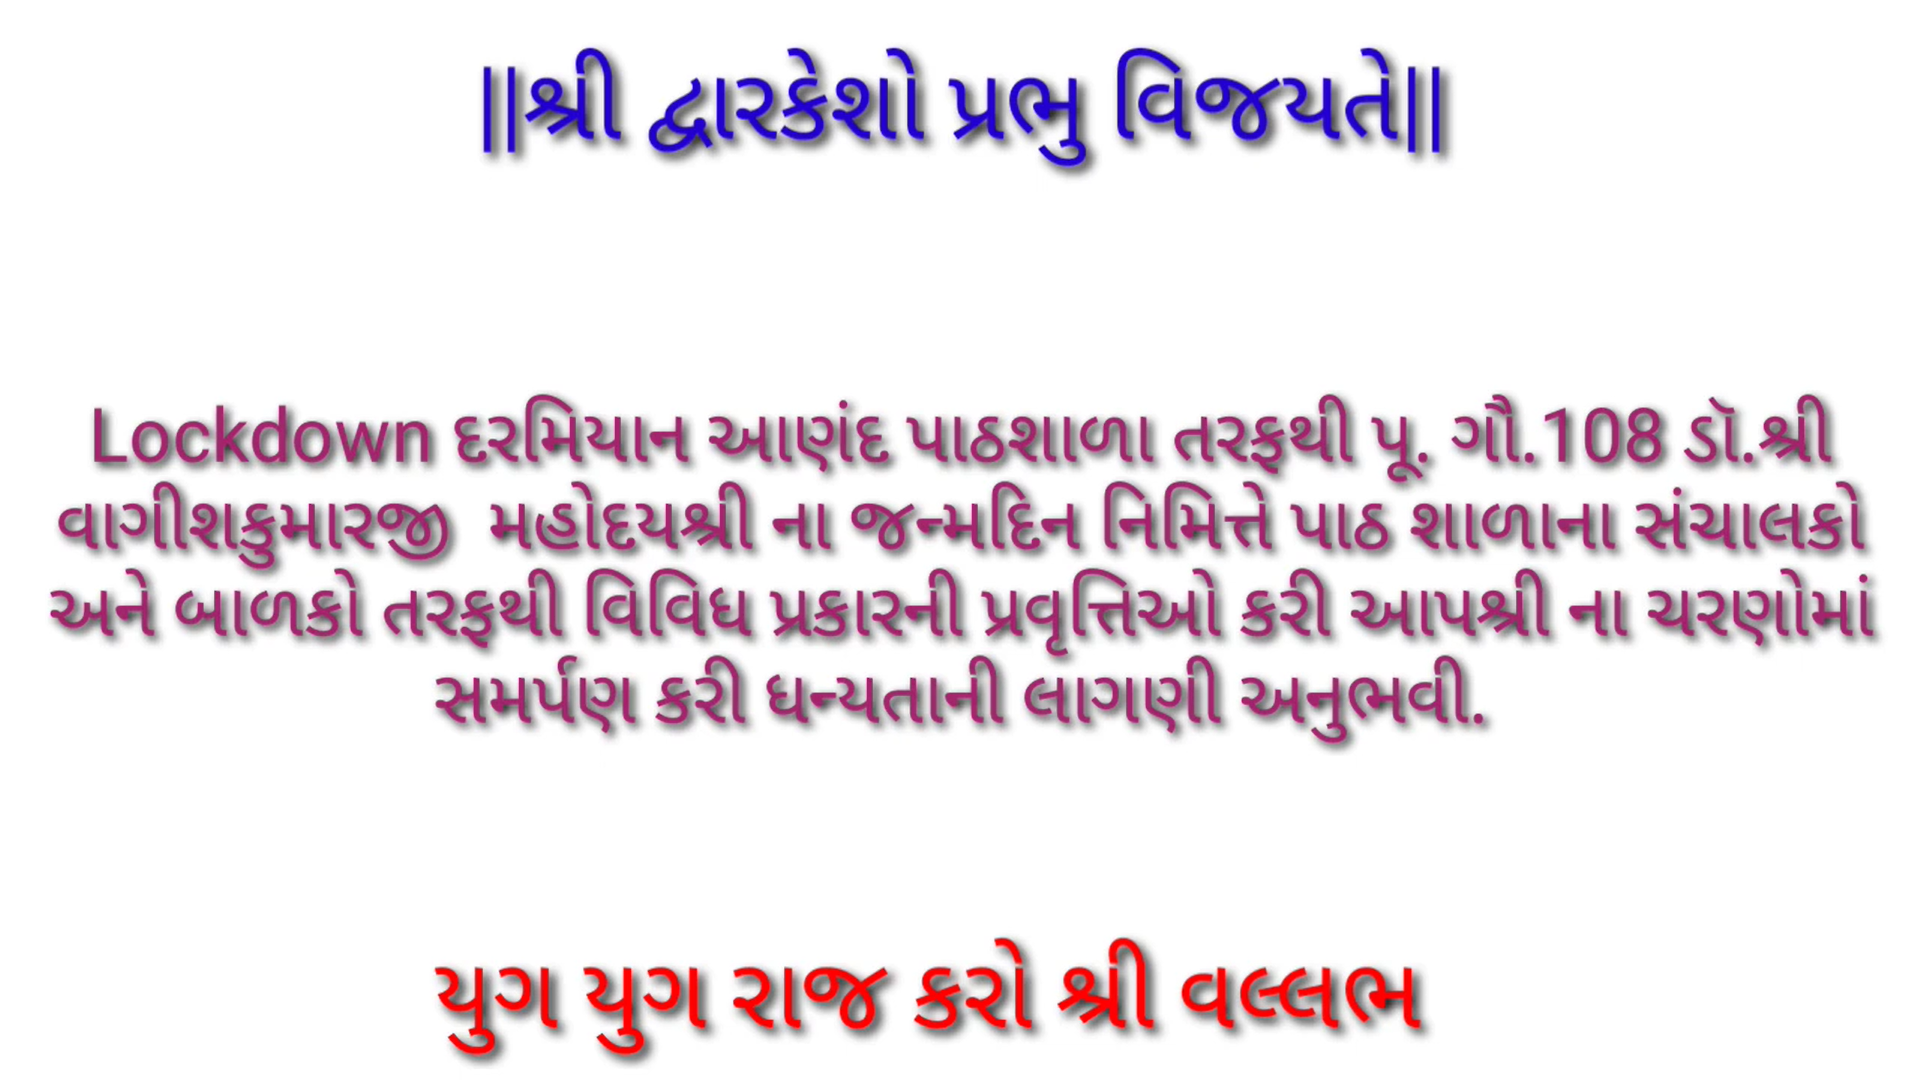 ||શ્રી દ્વારકેશો પ્રભુ વિજયતે||
Lockdown દરમિયાન આણંદ પાઠશાળા તરફથી પૂ. ગૌ.108 ડૉ.શ્રી
વાગીશકુમારજી મહોદયશ્રી ના જન્મદિન નિમિત્તે પાઠ શાળાના સંચાલકો
અને બાળકો તરફથી વિવિધ પ્રકારની પ્રવૃત્તિઓ કરી આપશ્રી ના ચરણોમાં
સમર્પણ કરી ધન્યતાની લાગણી અનુભવી.
યુગ યુગ રાજ કરો શ્રી વલ્લભ